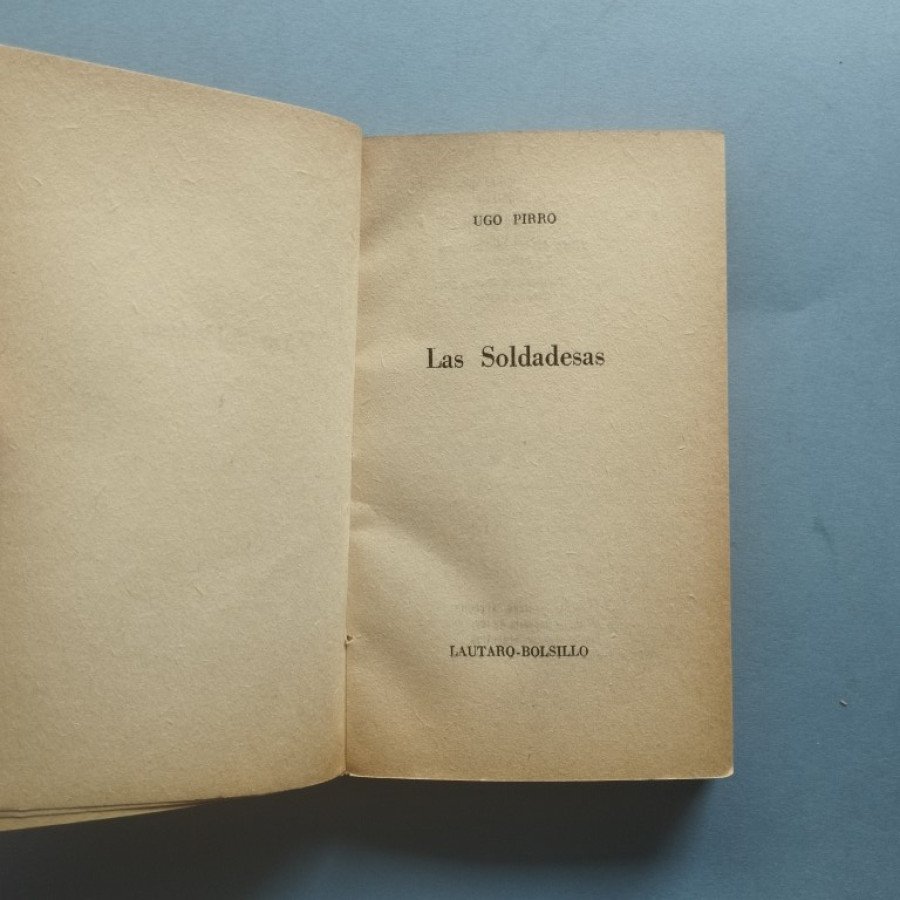 UGO PIRRO
Las Soldadesas
LAUTARO-BOLSILLO